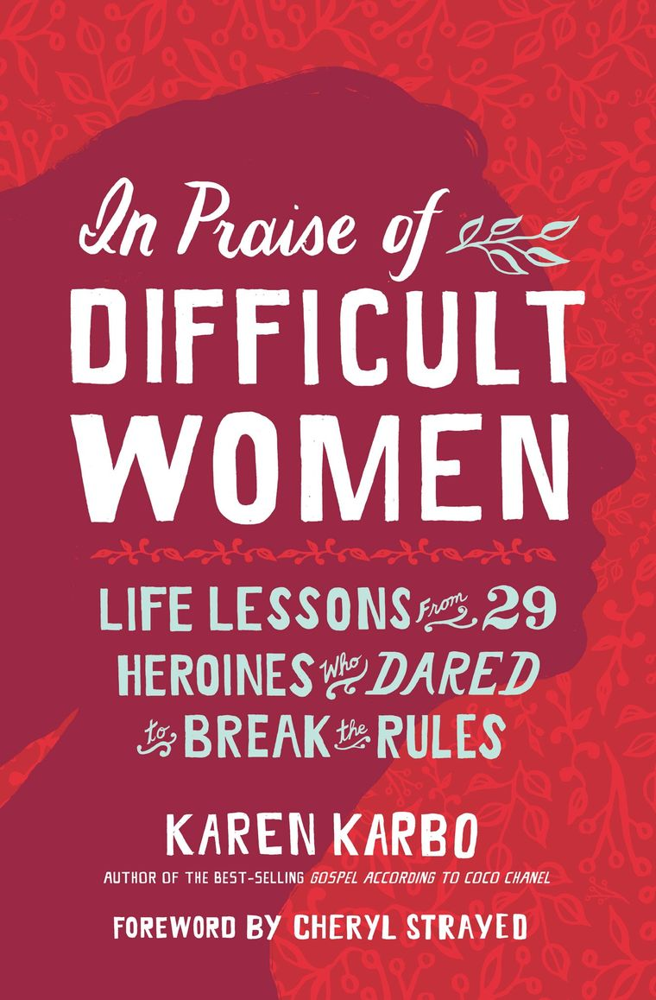 In Praise of
DIFFICULT
WOMEN
LIFE LESSONS From 29
HEROINES Who DARED
to BREAK the RULES
KAREN KARBO
AUTHOR OF THE BEST-SELLING GOSPEL ACCORDING TO COCO CHANEL
FOREWORD BY CHERYL STRAYED